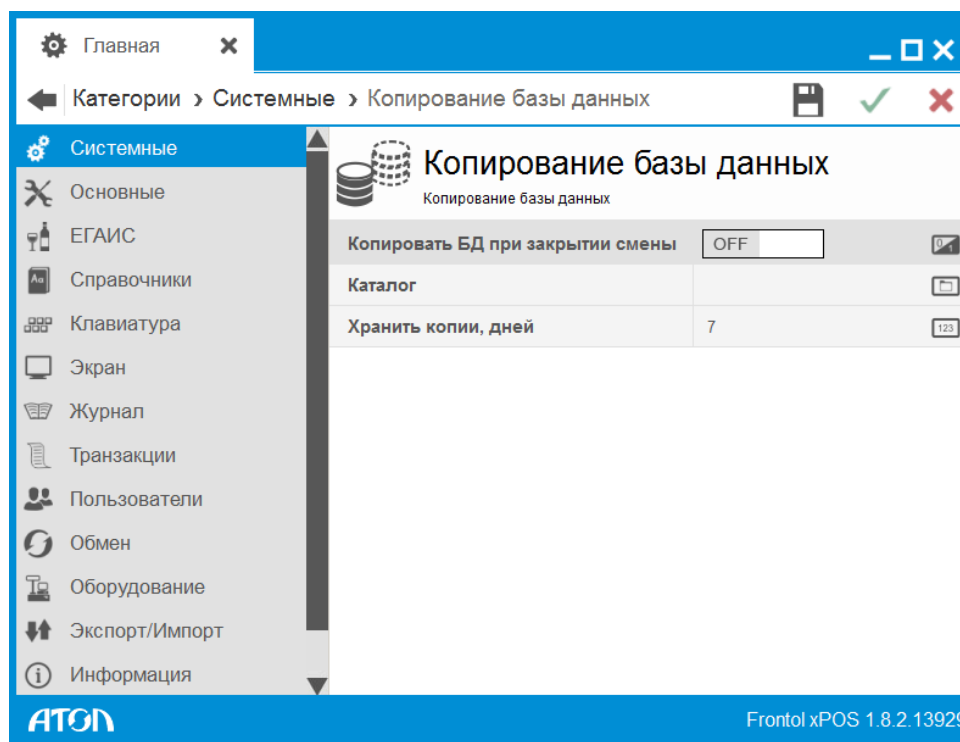 Главная
Категории › Системные › Копирование базы данных
Системные
Основные
ЕГАИС
Справочники
Клавиатура
Экран
Журнал
Транзакции
Пользователи
Обмен
Оборудование
Экспорт/Импорт
Информация
Копирование базы данных
Копирование базы данных
Копировать БД при закрытии смены OFF
Каталог
Хранить копии, дней 7
123
ATOL
Frontol xPOS 1.8.2.13929